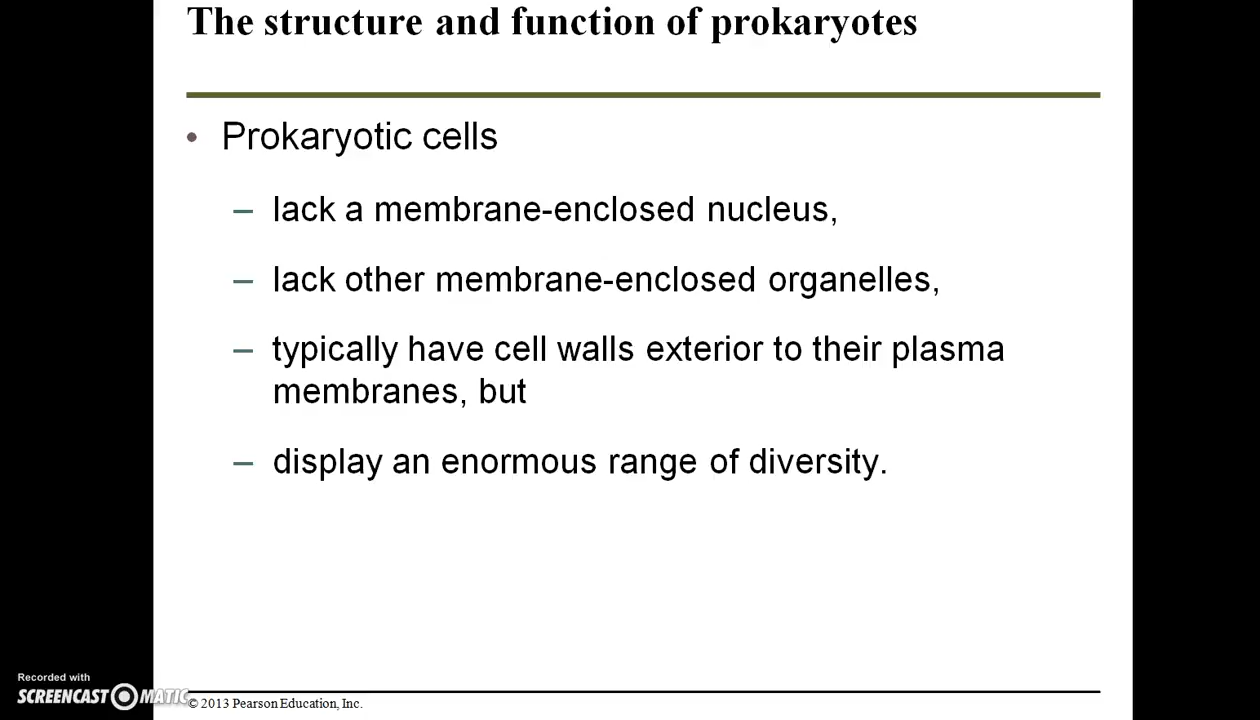 The structure and function of prokaryotes
• Prokaryotic cells
– lack a membrane-enclosed nucleus,
– lack other membrane-enclosed organelles,
– typically have cell walls exterior to their plasma
membranes, but
– display an enormous range of diversity.
Recorded with
SCREENCAST MATIC
© 2013 Pearson Education, Inc.